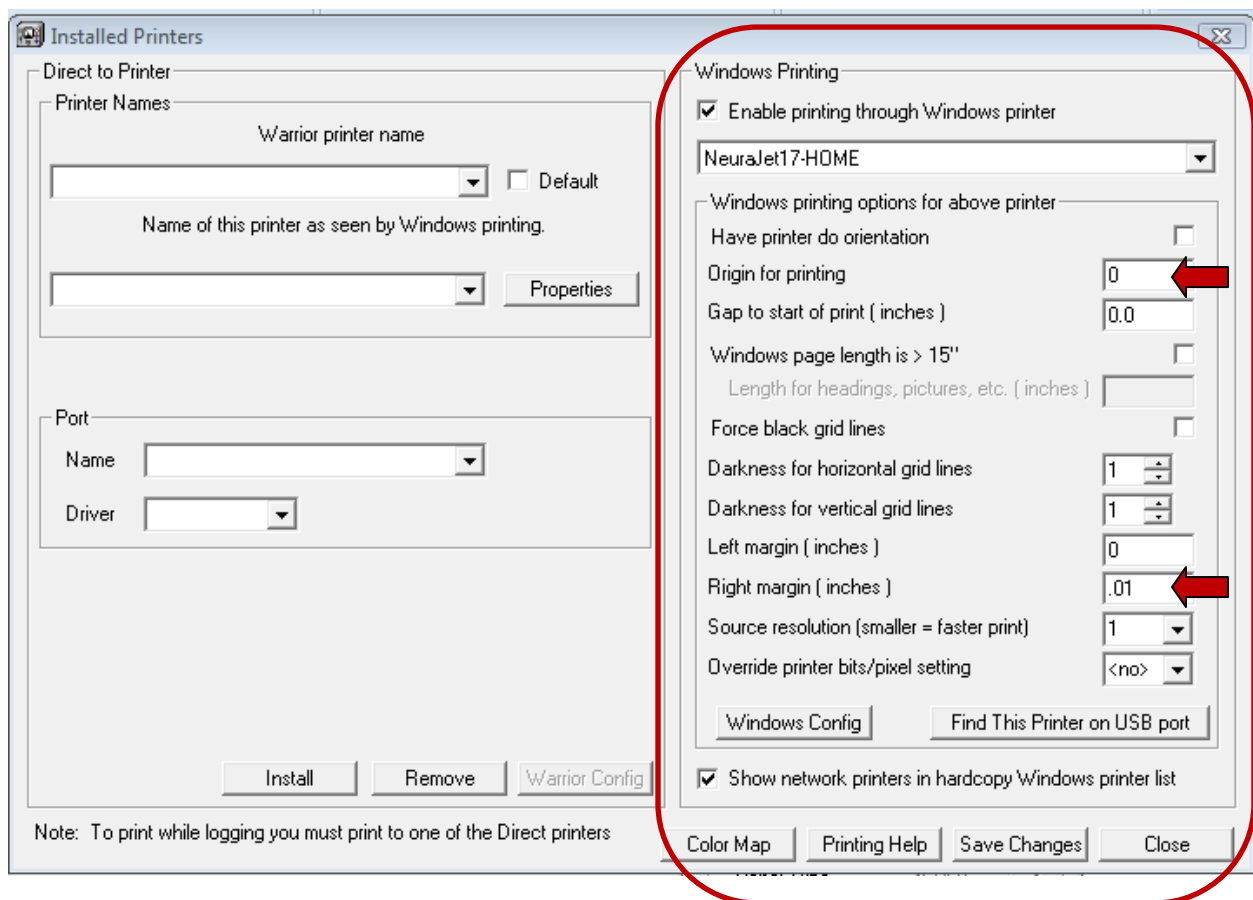 Installed Printers
Direct to Printer
Printer Names
Warrior printer name
Default
Name of this printer as seen by Windows printing.
Properties
Port
Name
Driver
Install Remove Warrior Config
Note: To print while logging you must print to one of the Direct printers
Windows Printing
Enable printing through Windows printer
NeuraJet17-HOME
Windows printing options for above printer
Have printer do orientation
Origin for printing 0
Gap to start of print ( inches ) 0.0
Windows page length is > 15"
Length for headings, pictures, etc. ( inches )
Force black grid lines
Darkness for horizontal grid lines 1
Darkness for vertical grid lines 1
Left margin ( inches ) 0
Right margin ( inches ) .01
Source resolution (smaller = faster print) 1
Override printer bits/pixel setting <no>
Windows Config Find This Printer on USB port
Show network printers in hardcopy Windows printer list
Color Map Printing Help Save Changes Close